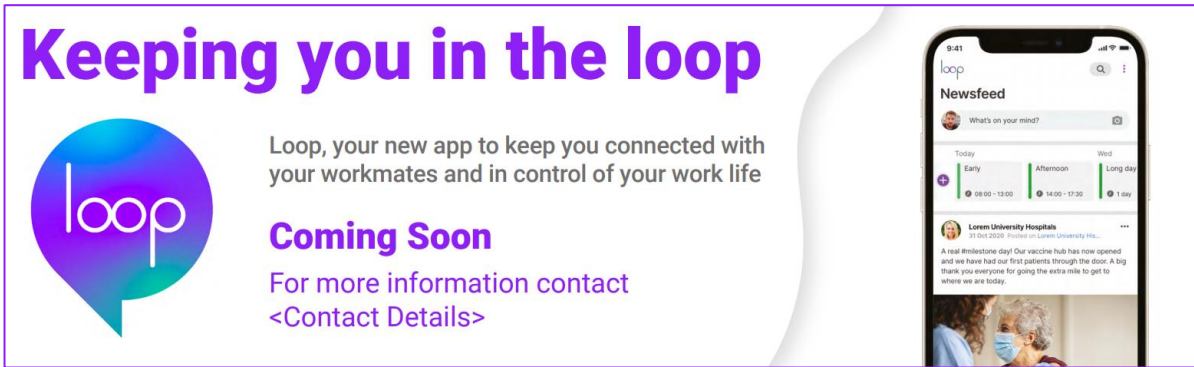 Keeping you in the loop
loop
Loop, your new app to keep you connected with
your workmates and in control of your work life
Coming Soon
For more information contact
<Contact Details>
9:41
loop
Newsfeed
What's on your mind?
Today
Wed
Early
Afternoon
Long day
08:00 - 13:00
14:00 - 17:30
1 day
Lorem University Hospitals
31 Oct 2020 Posted on Lorem University His...
A real #milestone day! Our vaccine hub has now opened
and we have had our first patients through the door. A big
thank you everyone for going the extra mile to get to
where we are today.